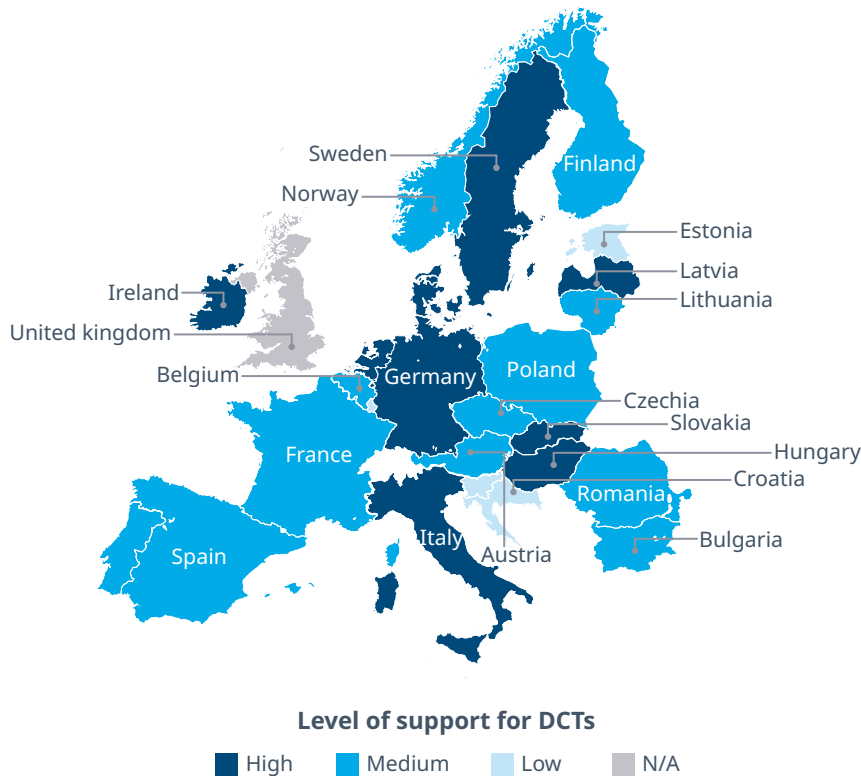 Sweden
Finland
Norway
Estonia
Latvia
Ireland
Lithuania
United kingdom
Belgium
Germany
Poland
Czechia
Slovakia
France
Hungary
Croatia
Romania
Italy
Austria
Bulgaria
Spain
Level of support for DCTs
High Medium Low N/A